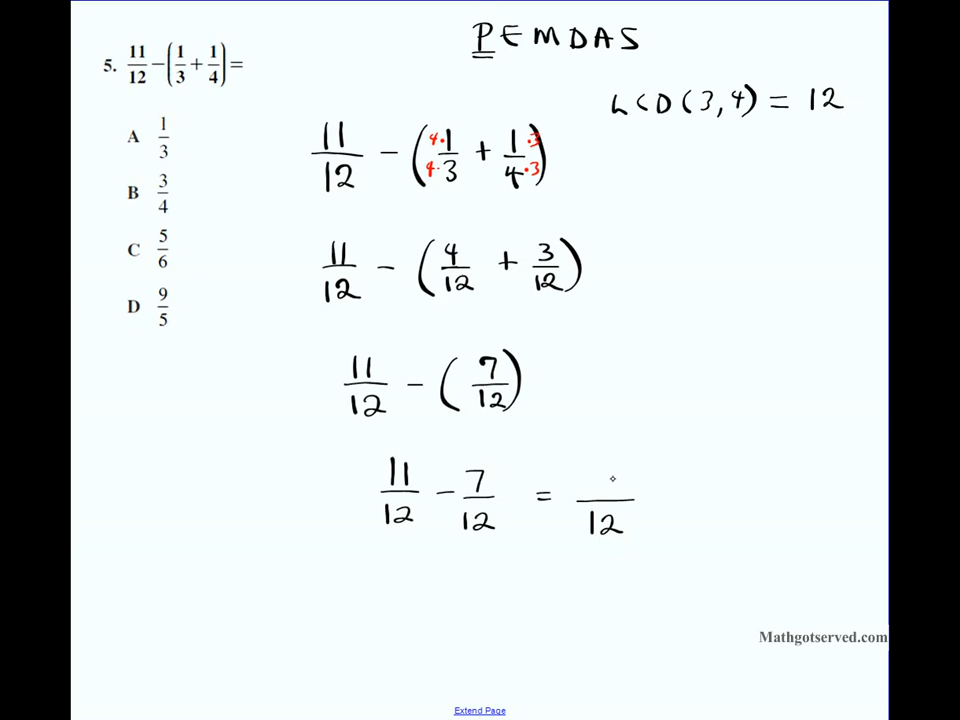 PEMDAS
5. 11/12 − (1/3 + 1/4) =
LCD(3,4) = 12
A 1/3
B 3/4
C 5/6
D 9/5
11/12 − (4·1/4·3 + 1·3/4·3)
11/12 − (4/12 + 3/12)
11/12 − (7/12)
11/12 − 7/12 = /12
Mathgotserved.com
Extend Page